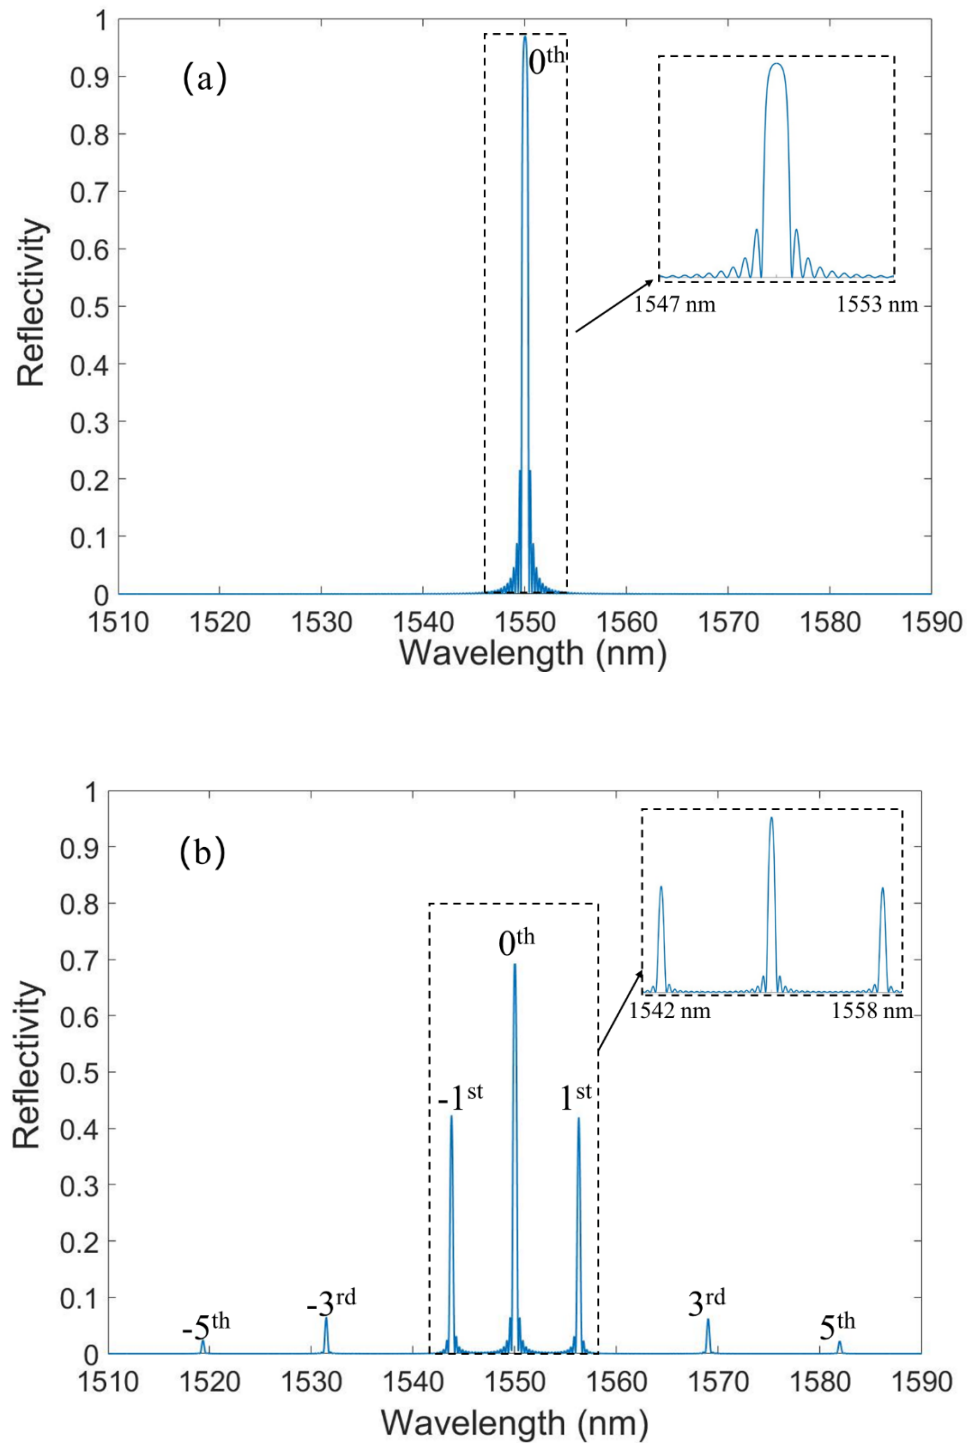 1
(a)
0th
0.9
0.8
0.7
0.6
0.5
0.4
0.3
0.2
0.1
0
Reflectivity
1547 nm 1553 nm
1510 1520 1530 1540 1550 1560 1570 1580 1590
Wavelength (nm)
1
(b)
0.9
0.8
0.7
0.6
0.5
0.4
0.3
0.2
0.1
0
Reflectivity
1542 nm 1558 nm
0th
-1st 1st
-5th -3rd 3rd 5th
1510 1520 1530 1540 1550 1560 1570 1580 1590
Wavelength (nm)